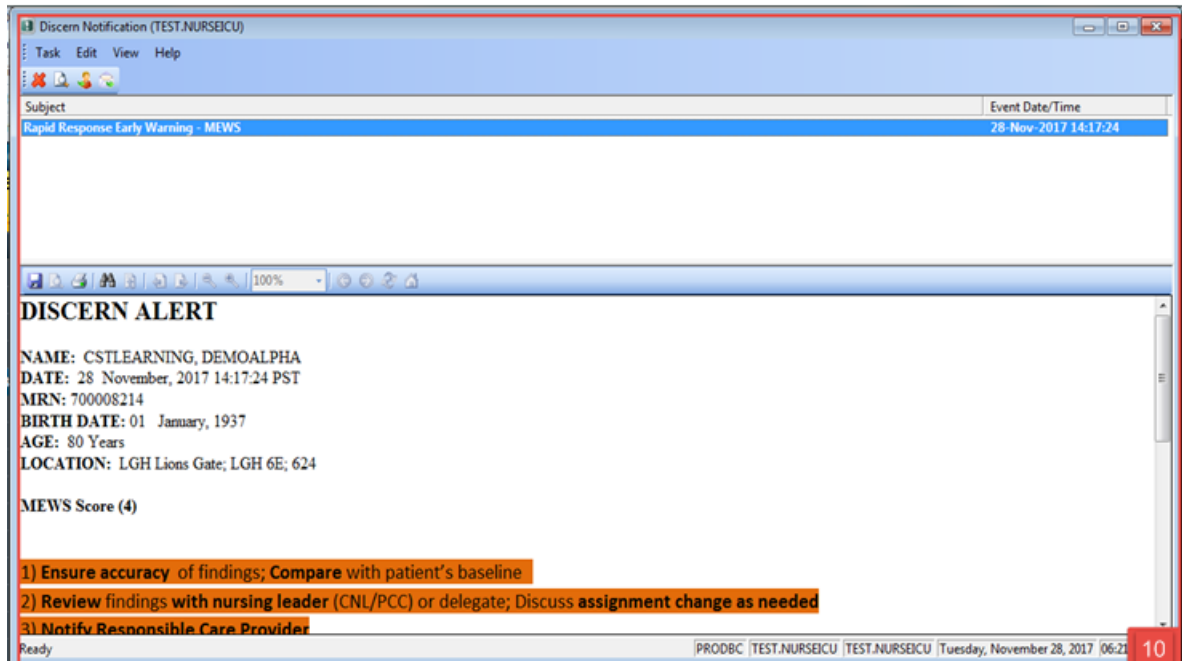 Discern Notification (TEST.NURSEICU)
Task Edit View Help
Subject Event Date/Time
Rapid Response Early Warning - MEWS 28-Nov-2017 14:17:24
100%
DISCERN ALERT
NAME: CSTLEARNING, DEMOALPHA
DATE: 28 November, 2017 14:17:24 PST
MRN: 700008214
BIRTH DATE: 01 January, 1937
AGE: 80 Years
LOCATION: LGH Lions Gate; LGH 6E; 624
MEWS Score (4)
1) Ensure accuracy of findings; Compare with patient's baseline
2) Review findings with nursing leader (CNL/PCC) or delegate; Discuss assignment change as needed
3) Notify Responsible Care Provider
Ready PRODBC TEST.NURSEICU TEST.NURSEICU Tuesday, November 28, 2017 06:21 10